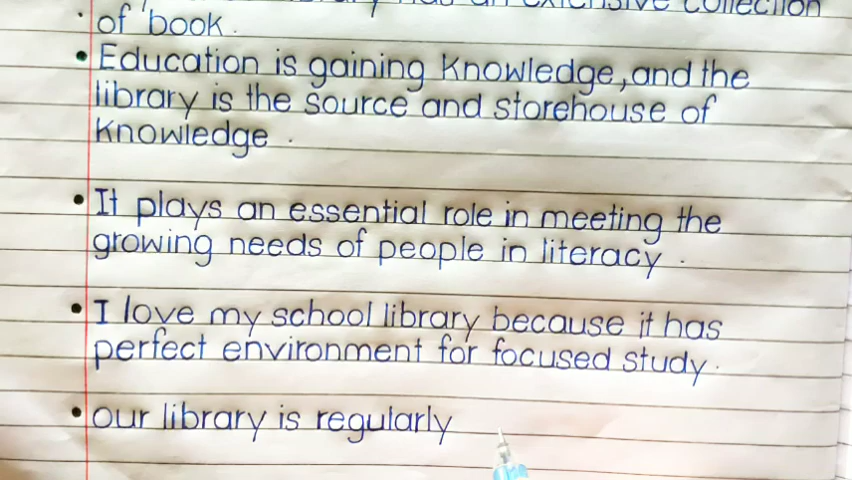 extensive collection
• of book.
• Education is gaining knowledge, and the
library is the source and storehouse of
knowledge.
• It plays an essential role in meeting the
growing needs of people in literacy.
• I love my school library because it has
perfect environment for focused study.
• our library is regularly